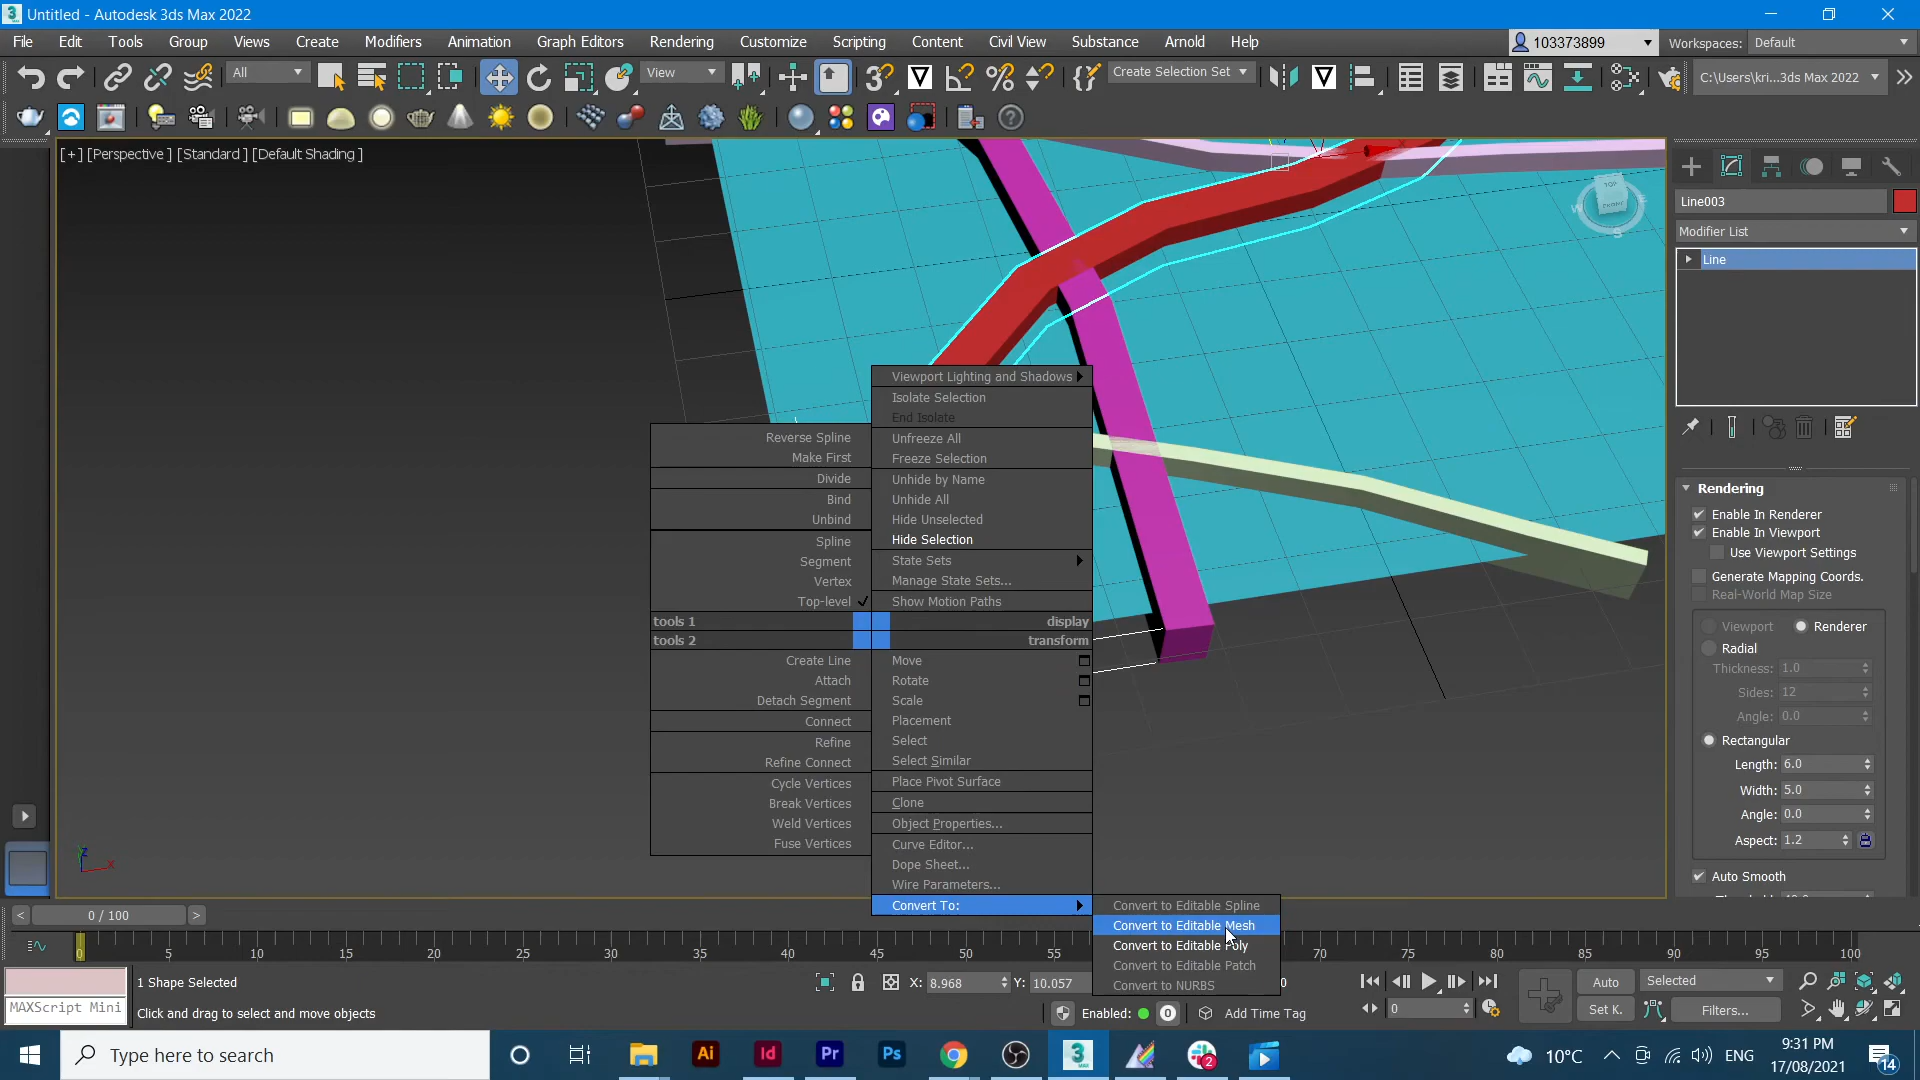 Untitled - Autodesk 3ds Max 2022
File Edit Tools Group Views Create Modifiers Animation Graph Editors Rendering Customize Scripting Content Civil View Substance Arnold Help
103373899 Workspaces: Default
All View Create Selection Set C:\Users\kri...3ds Max 2022
[+] [Perspective ] [Standard ] [Default Shading ]
TOP
FRONT
W
S
Line003
Modifier List
Line
Rendering
Enable In Renderer
Enable In Viewport
Use Viewport Settings
Generate Mapping Coords.
Real-World Map Size
Viewport Renderer
Radial
Thickness: 1.0
Sides: 12
Angle: 0.0
Rectangular
Length: 6.0
Width: 5.0
Angle: 0.0
Aspect: 1.2
Auto Smooth
Viewport Lighting and Shadows
Isolate Selection
End Isolate
Unfreeze All
Freeze Selection
Unhide by Name
Unhide All
Hide Unselected
Hide Selection
State Sets
Manage State Sets...
Show Motion Paths
display
transform
Move
Rotate
Scale
Placement
Select
Select Similar
Place Pivot Surface
Clone
Object Properties...
Curve Editor...
Dope Sheet...
Wire Parameters...
Convert To:
Reverse Spline
Make First
Divide
Bind
Unbind
Spline
Segment
Vertex
Top-level
tools 1
tools 2
Create Line
Attach
Detach Segment
Connect
Refine
Refine Connect
Cycle Vertices
Break Vertices
Weld Vertices
Fuse Vertices
Convert to Editable Spline
Convert to Editable Mesh
Convert to Editable Poly
Convert to Editable Patch
Convert to NURBS
z
x
0 / 100
0 5 10 15 20 25 30 35 40 45 50 55 70 75 80 85 90 95 100
1 Shape Selected X: 8.968 Y: 10.057 0
MAXScript Mini
Click and drag to select and move objects
Enabled: 0 Add Time Tag
0
Auto Selected
Set K. Filters...
Type here to search
Ai Id Pr Ps 3 2
10°C ENG
9:31 PM
17/08/2021
14